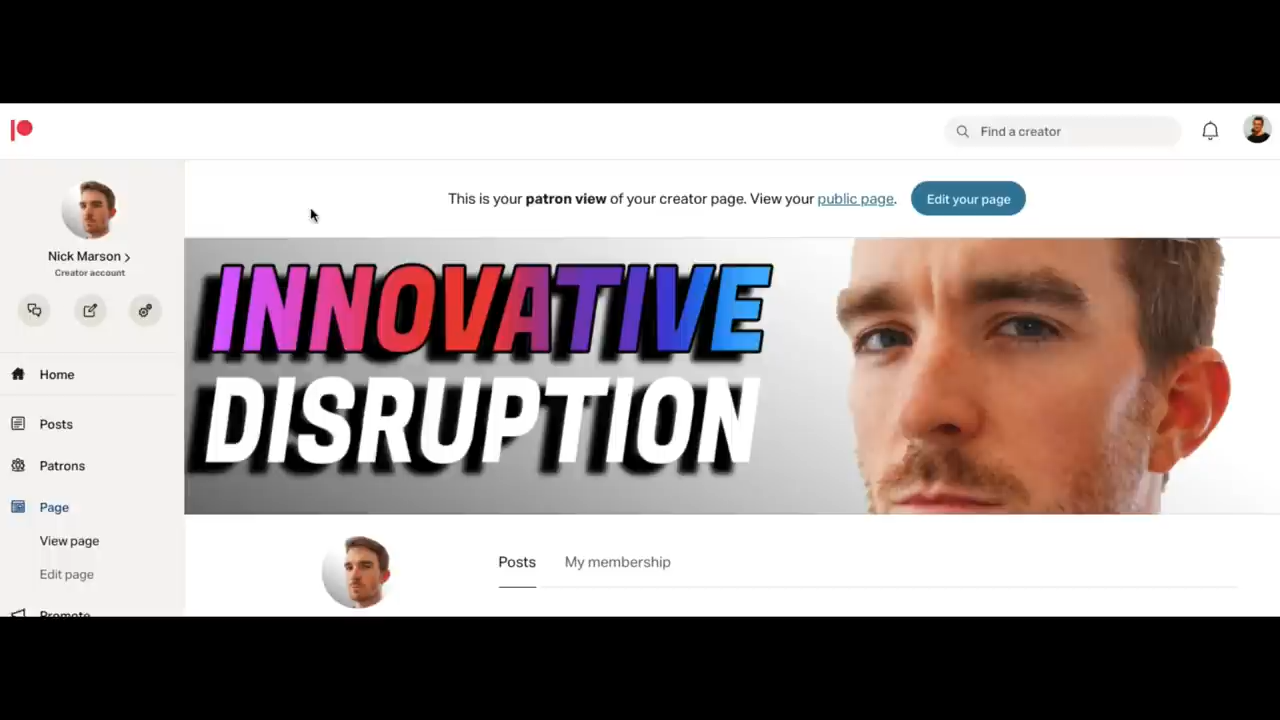 Find a creator
This is your patron view of your creator page. View your public page.
Edit your page
Nick Marson
Creator account
Home
Posts
Patrons
Page
View page
Edit page
Promote
INNOVATIVE
DISRUPTION
Posts
My membership